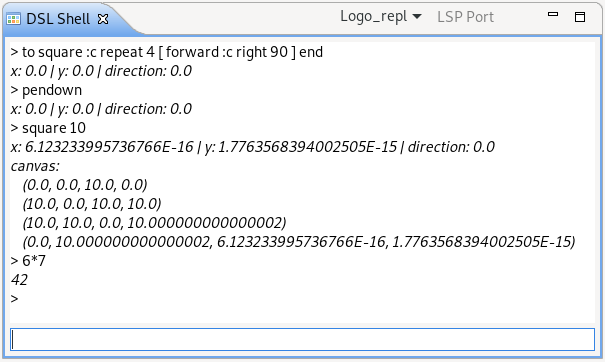 DSL Shell
Logo_repl
LSP Port
> to square :c repeat 4 [ forward :c right 90 ] end
x: 0.0 | y: 0.0 | direction: 0.0
> pendown
x: 0.0 | y: 0.0 | direction: 0.0
> square 10
x: 6.123233995736766E-16 | y: 1.7763568394002505E-15 | direction: 0.0
canvas:
(0.0, 0.0, 10.0, 0.0)
(10.0, 0.0, 10.0, 10.0)
(10.0, 10.0, 0.0, 10.000000000000002)
(0.0, 10.000000000000002, 6.123233995736766E-16, 1.7763568394002505E-15)
> 6*7
42
>